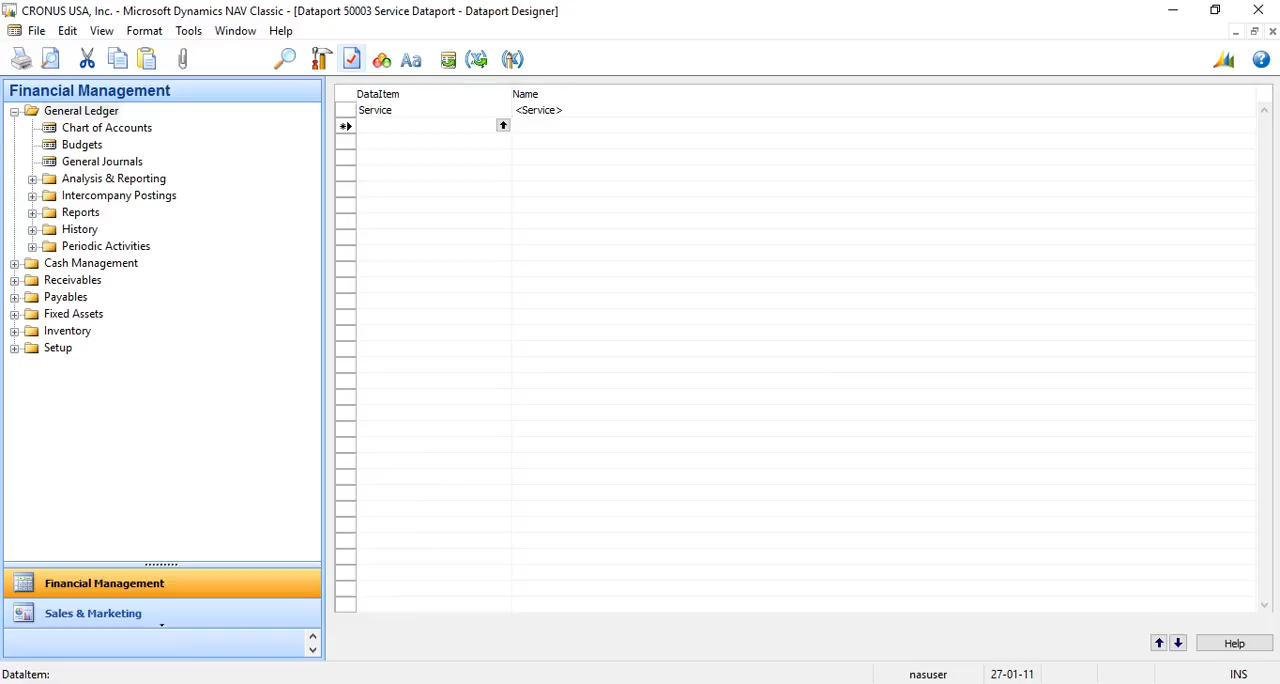 CRONUS USA, Inc. - Microsoft Dynamics NAV Classic - [Dataport 50003 Service Dataport - Dataport Designer]
File Edit View Format Tools Window Help
Aa
Financial Management
General Ledger
Chart of Accounts
Budgets
General Journals
Analysis & Reporting
Intercompany Postings
Reports
History
Periodic Activities
Cash Management
Receivables
Payables
Fixed Assets
Inventory
Setup
Financial Management
Sales & Marketing
DataItem Name
Service <Service>
Help
DataItem: nasuser 27-01-11 INS